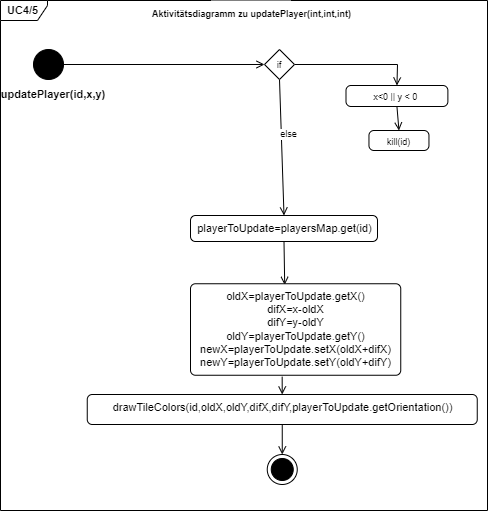 UC4/5
Aktivitätsdiagramm zu updatePlayer(int,int,int)
if
updatePlayer(id,x,y)
x<0 || y < 0
else
kill(id)
playerToUpdate=playersMap.get(id)
oldX=playerToUpdate.getX()
difX=x-oldX
difY=y-oldY
oldY=playerToUpdate.getY()
newX=playerToUpdate.setX(oldX+difX)
newY=playerToUpdate.setY(oldY+difY)
drawTileColors(id,oldX,oldY,difX,difY,playerToUpdate.getOrientation())